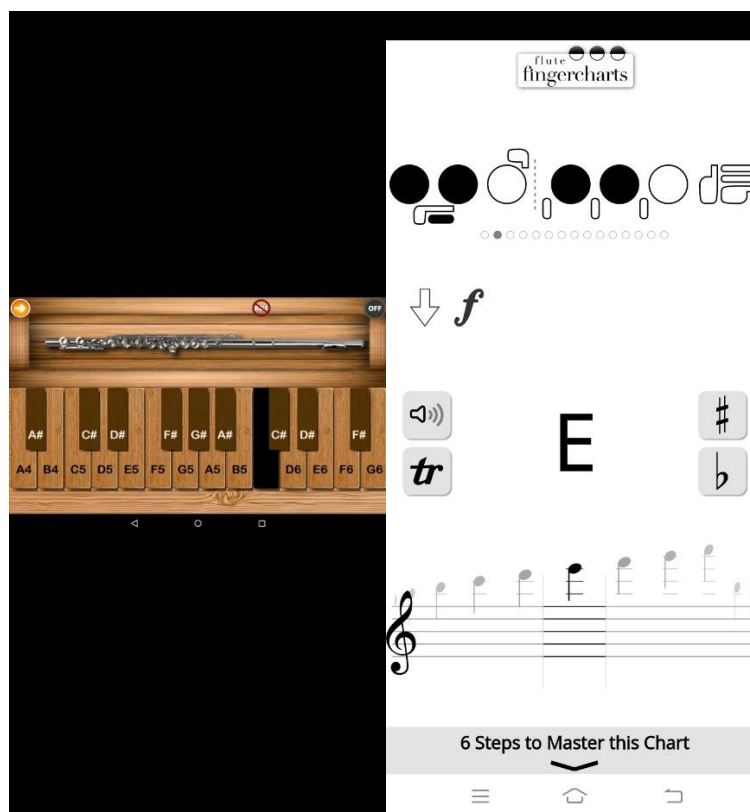 OFF
A# C# D# F# G# A# C# D# F#
A4 B4 C5 D5 E5 F5 G5 A5 B5 D6 E6 F6 G6
flute
fingercharts
f
♯
E
tr
♭
6 Steps to Master this Chart